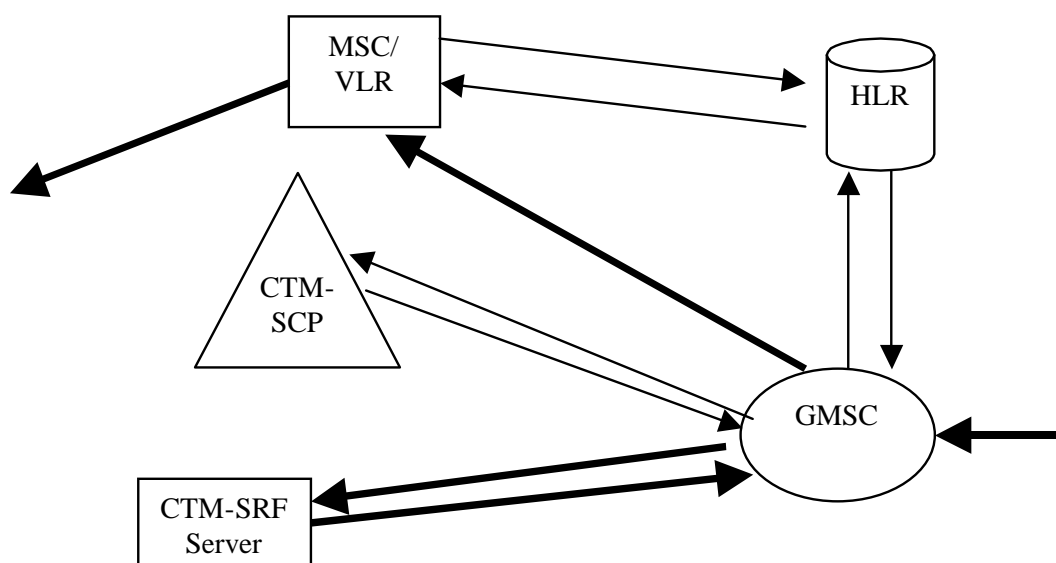 MSC/
VLR
HLR
CTM-
SCP
GMSC
CTM-SRF
Server